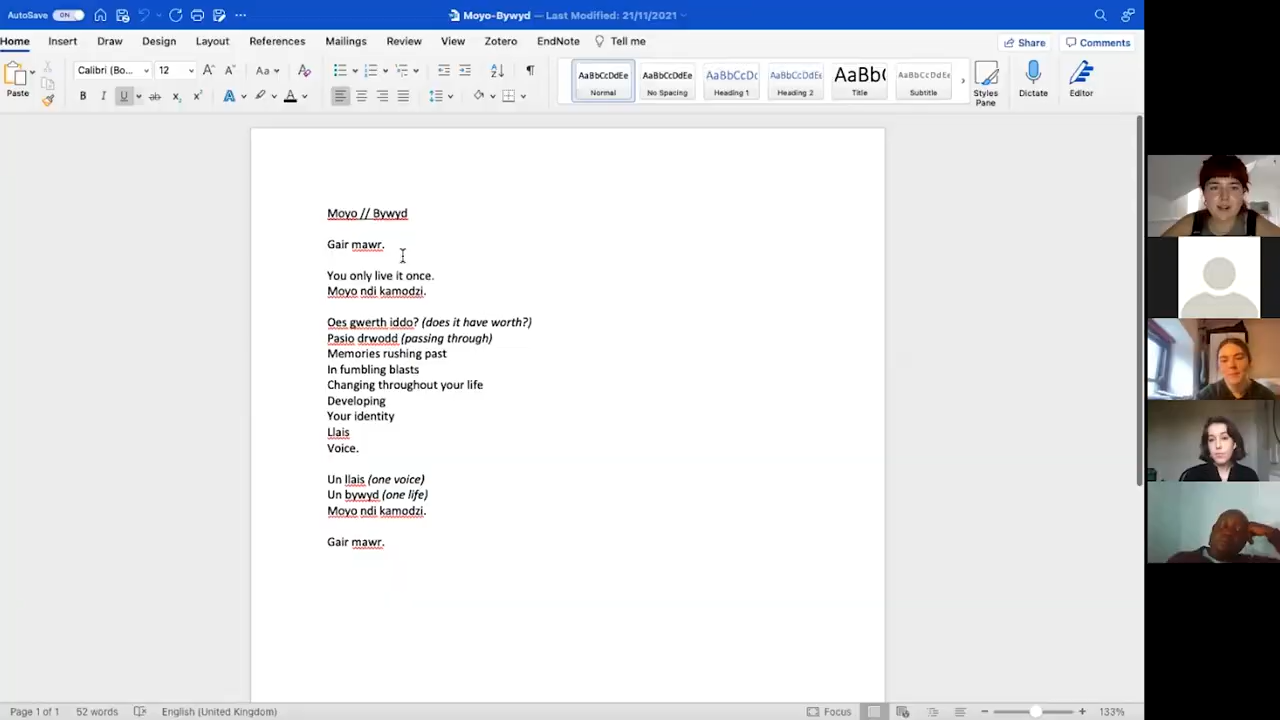 AutoSave ON
Moyo-Bywyd — Last Modified: 21/11/2021
Home Insert Draw Design Layout References Mailings Review View Zotero EndNote Tell me
Share Comments
Paste
Calibri (Bo... 12
AaBbCcDdEe AaBbCcDdEe AaBbCcDc AaBbCcDdEe AaBb( AaBbCcDdEe
Normal No Spacing Heading 1 Heading 2 Title Subtitle
Styles Pane
Dictate
Editor
Moyo // Bywyd
Gair mawr.
You only live it once.
Moyo ndi kamodzi.
Oes gwerth iddo? (does it have worth?)
Pasio drwodd (passing through)
Memories rushing past
In fumbling blasts
Changing throughout your life
Developing
Your identity
Llais
Voice.
Un llais (one voice)
Un bywyd (one life)
Moyo ndi kamodzi.
Gair mawr.
Page 1 of 1 52 words English (United Kingdom) Focus 133%